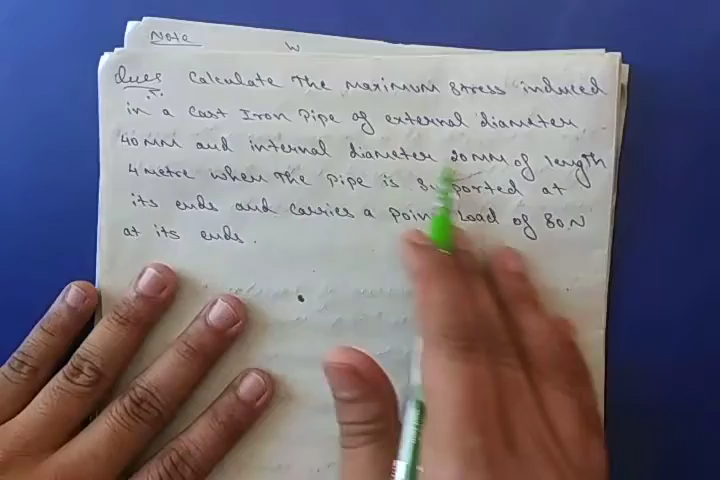 Note
W
Ques Calculate The Maximum stress induced
in a Cast Iron Pipe of external diameter
40 MM and internal diameter 20 MM of length
4 metre when The Pipe is supported at
its ends and carries a Point Load of 80N
at its ends.